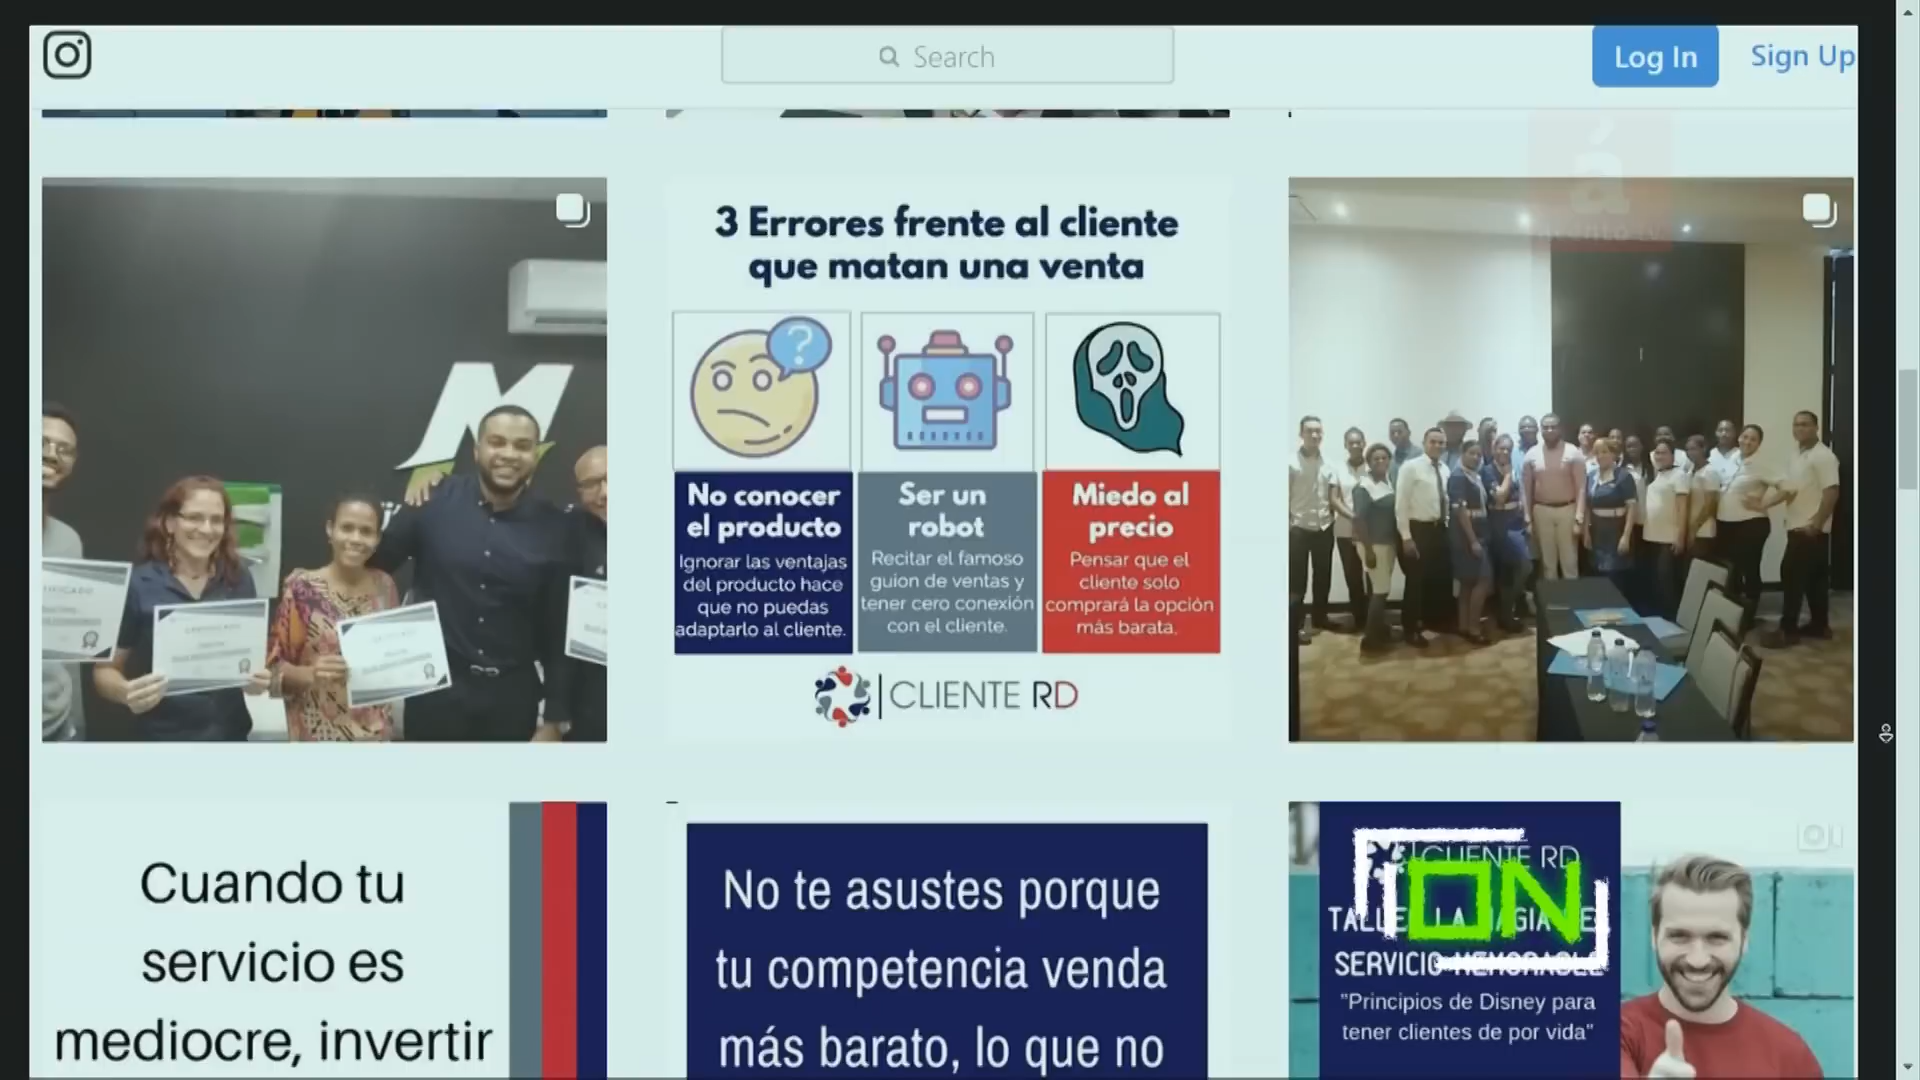 Search
Log In
Sign Up
3 Errores frente al cliente
que matan una venta
?
No conocer
el producto
Ignorar las ventajas
del producto hace
que no puedas
adaptarlo al cliente.
Ser un
robot
Recitar el famoso
guion de ventas y
tener cero conexión
con el cliente.
Miedo al
precio
Pensar que el
cliente solo
comprará la opción
más barata.
CLIENTE RD
Cuando tu
servicio es
mediocre, invertir
No te asustes porque
tu competencia venda
más barato, lo que no
CLIENTE RD
ON
SERVICIO MEMORABLE
"Principios de Disney para
tener clientes de por vida"